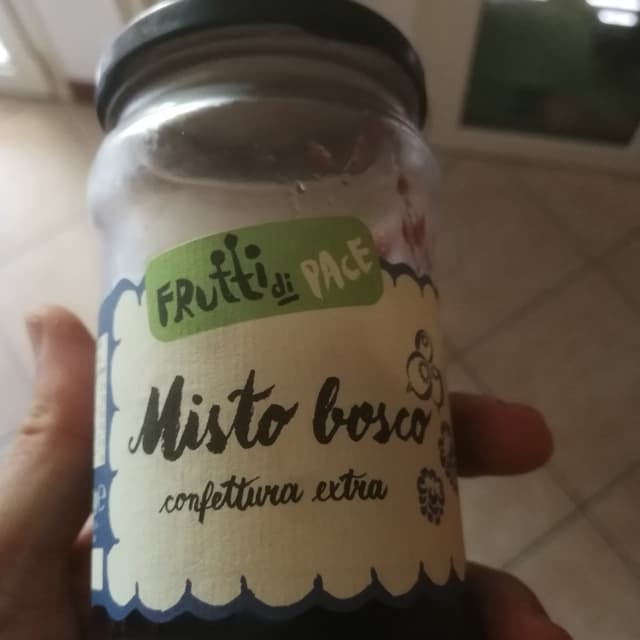 FRUtti di PACE
Misto bosco
confettura extra